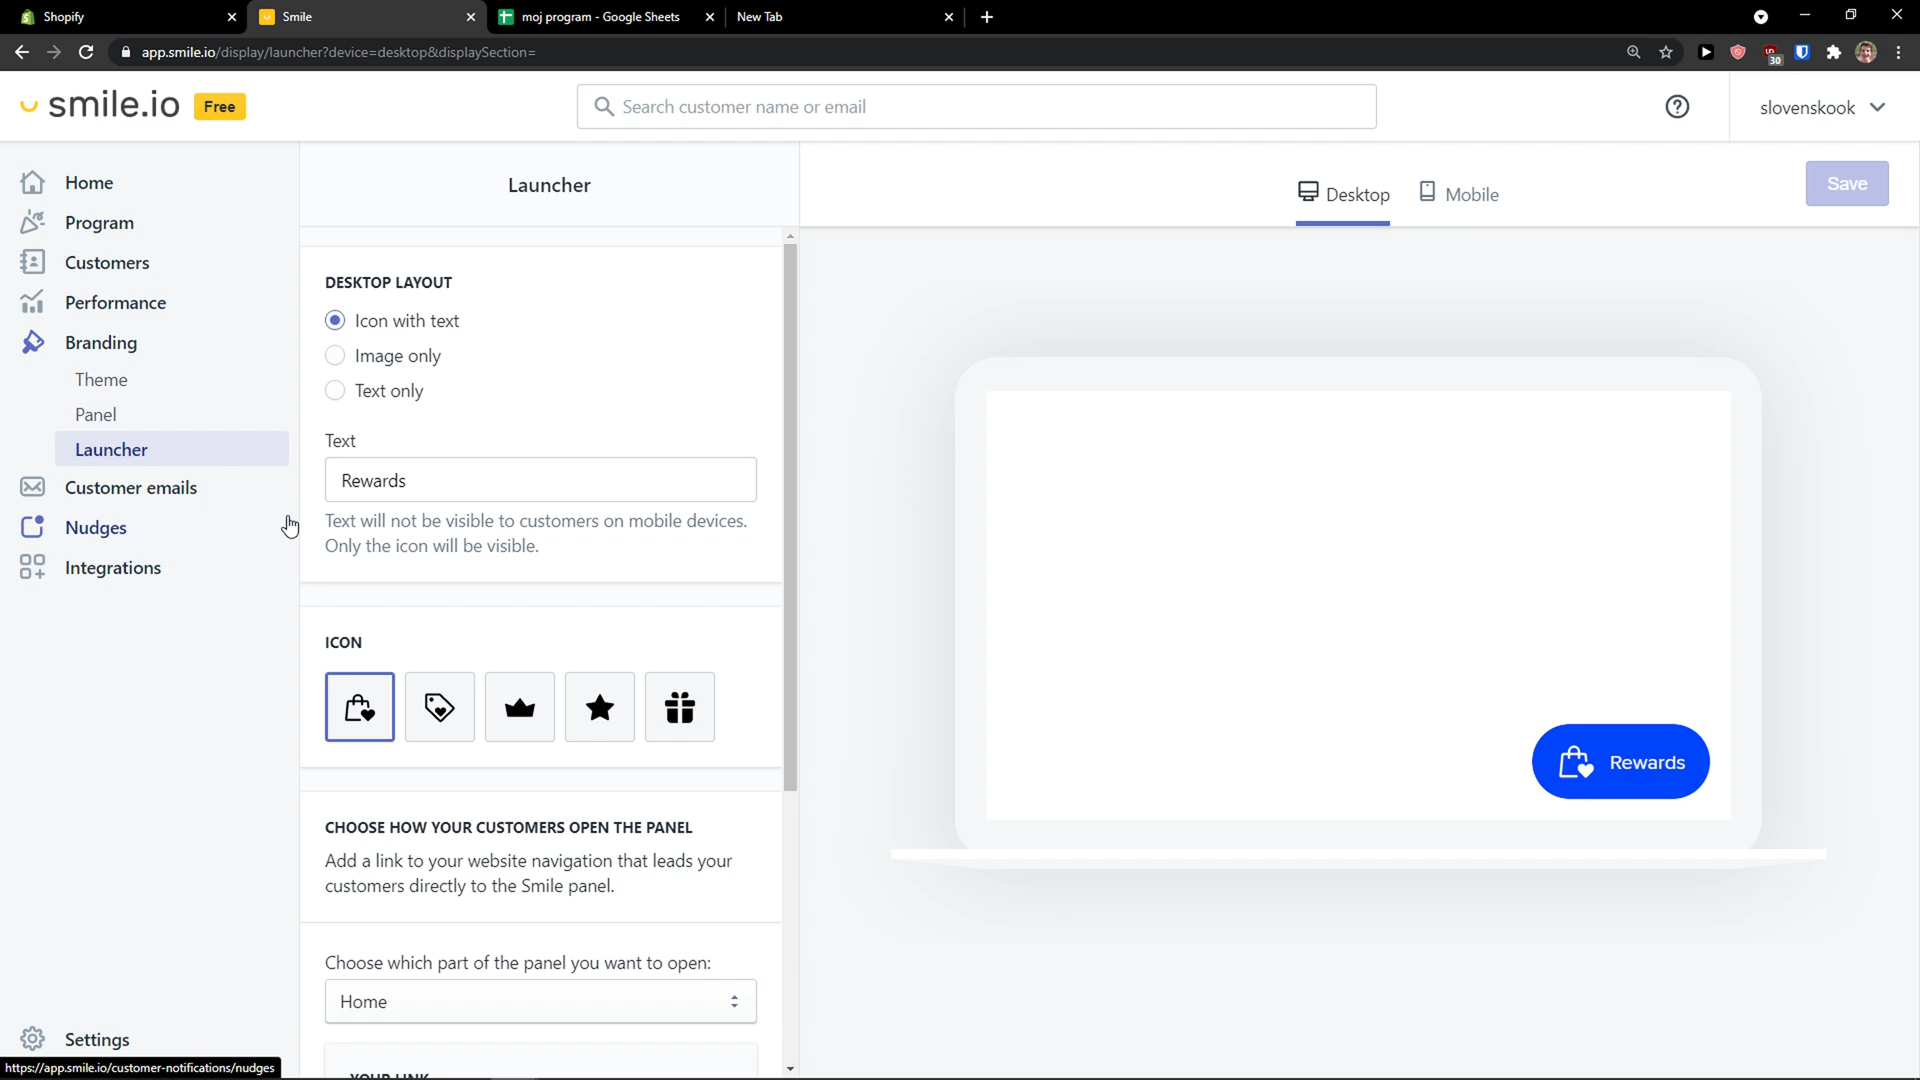 Shopify
Smile
moj program - Google Sheets
New Tab
app.smile.io/display/launcher?device=desktop&displaySection=
30
smile.io
Free
Search customer name or email
slovenskook
Home
Program
Customers
Performance
Branding
Theme
Panel
Launcher
Customer emails
Nudges
Integrations
Settings
https://app.smile.io/customer-notifications/nudges
Launcher
DESKTOP LAYOUT
Icon with text
Image only
Text only
Text
Rewards
Text will not be visible to customers on mobile devices.
Only the icon will be visible.
ICON
CHOOSE HOW YOUR CUSTOMERS OPEN THE PANEL
Add a link to your website navigation that leads your
customers directly to the Smile panel.
Choose which part of the panel you want to open:
Home
YOUR LINK
Desktop
Mobile
Save
Rewards